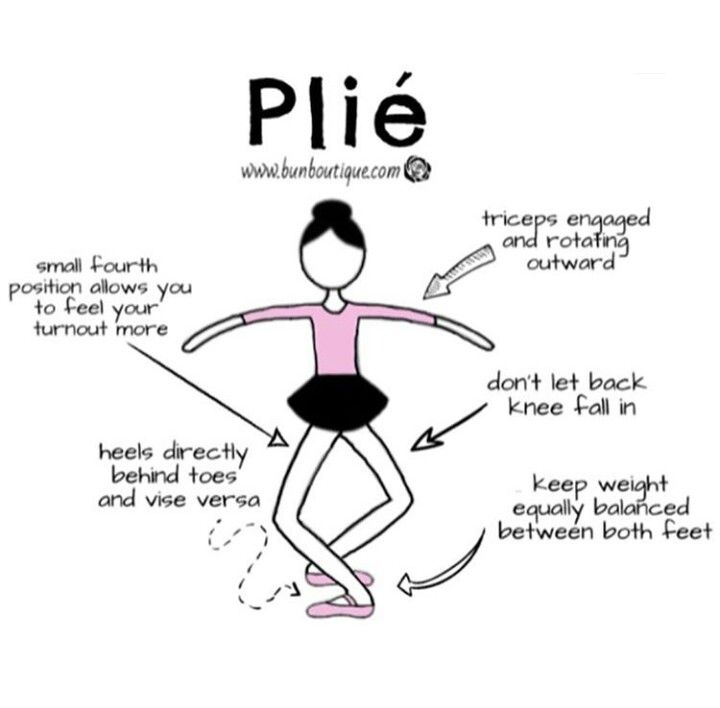 Plié
www.bunboutique.com
triceps engaged
and rotating
outward
small fourth
position allows you
to feel your
turnout more
don't let back
knee fall in
heels directly
behind toes
and vise versa
keep weight
equally balanced
between both feet